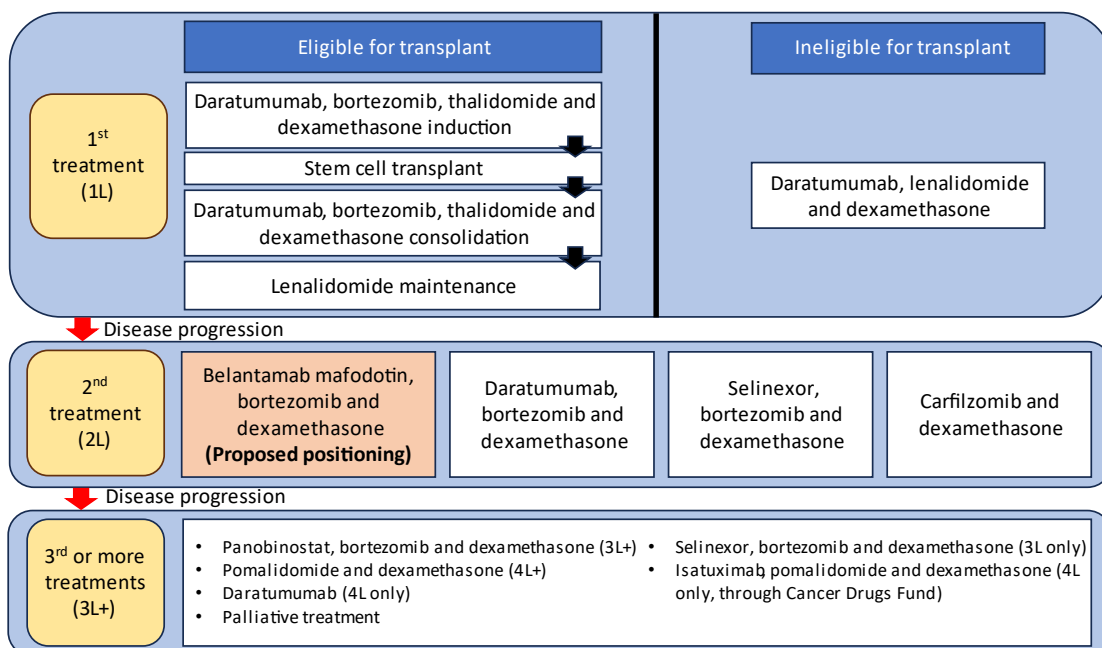 Eligible for transplant
Ineligible for transplant
1st
treatment
(1L)
Daratumumab, bortezomib, thalidomide and
dexamethasone induction
Stem cell transplant
Daratumumab, bortezomib, thalidomide and
dexamethasone consolidation
Lenalidomide maintenance
Daratumumab, lenalidomide
and dexamethasone
Disease progression
2nd
treatment
(2L)
Belantamab mafodotin,
bortezomib and
dexamethasone
(Proposed positioning)
Daratumumab,
bortezomib and
dexamethasone
Selinexor,
bortezomib and
dexamethasone
Carfilzomib and
dexamethasone
Disease progression
3rd or more
treatments
(3L+)
• Panobinostat, bortezomib and dexamethasone (3L+)
• Pomalidomide and dexamethasone (4L+)
• Daratumumab (4L only)
• Palliative treatment
• Selinexor, bortezomib and dexamethasone (3L only)
• Isatuximab, pomalidomide and dexamethasone (4L
only, through Cancer Drugs Fund)